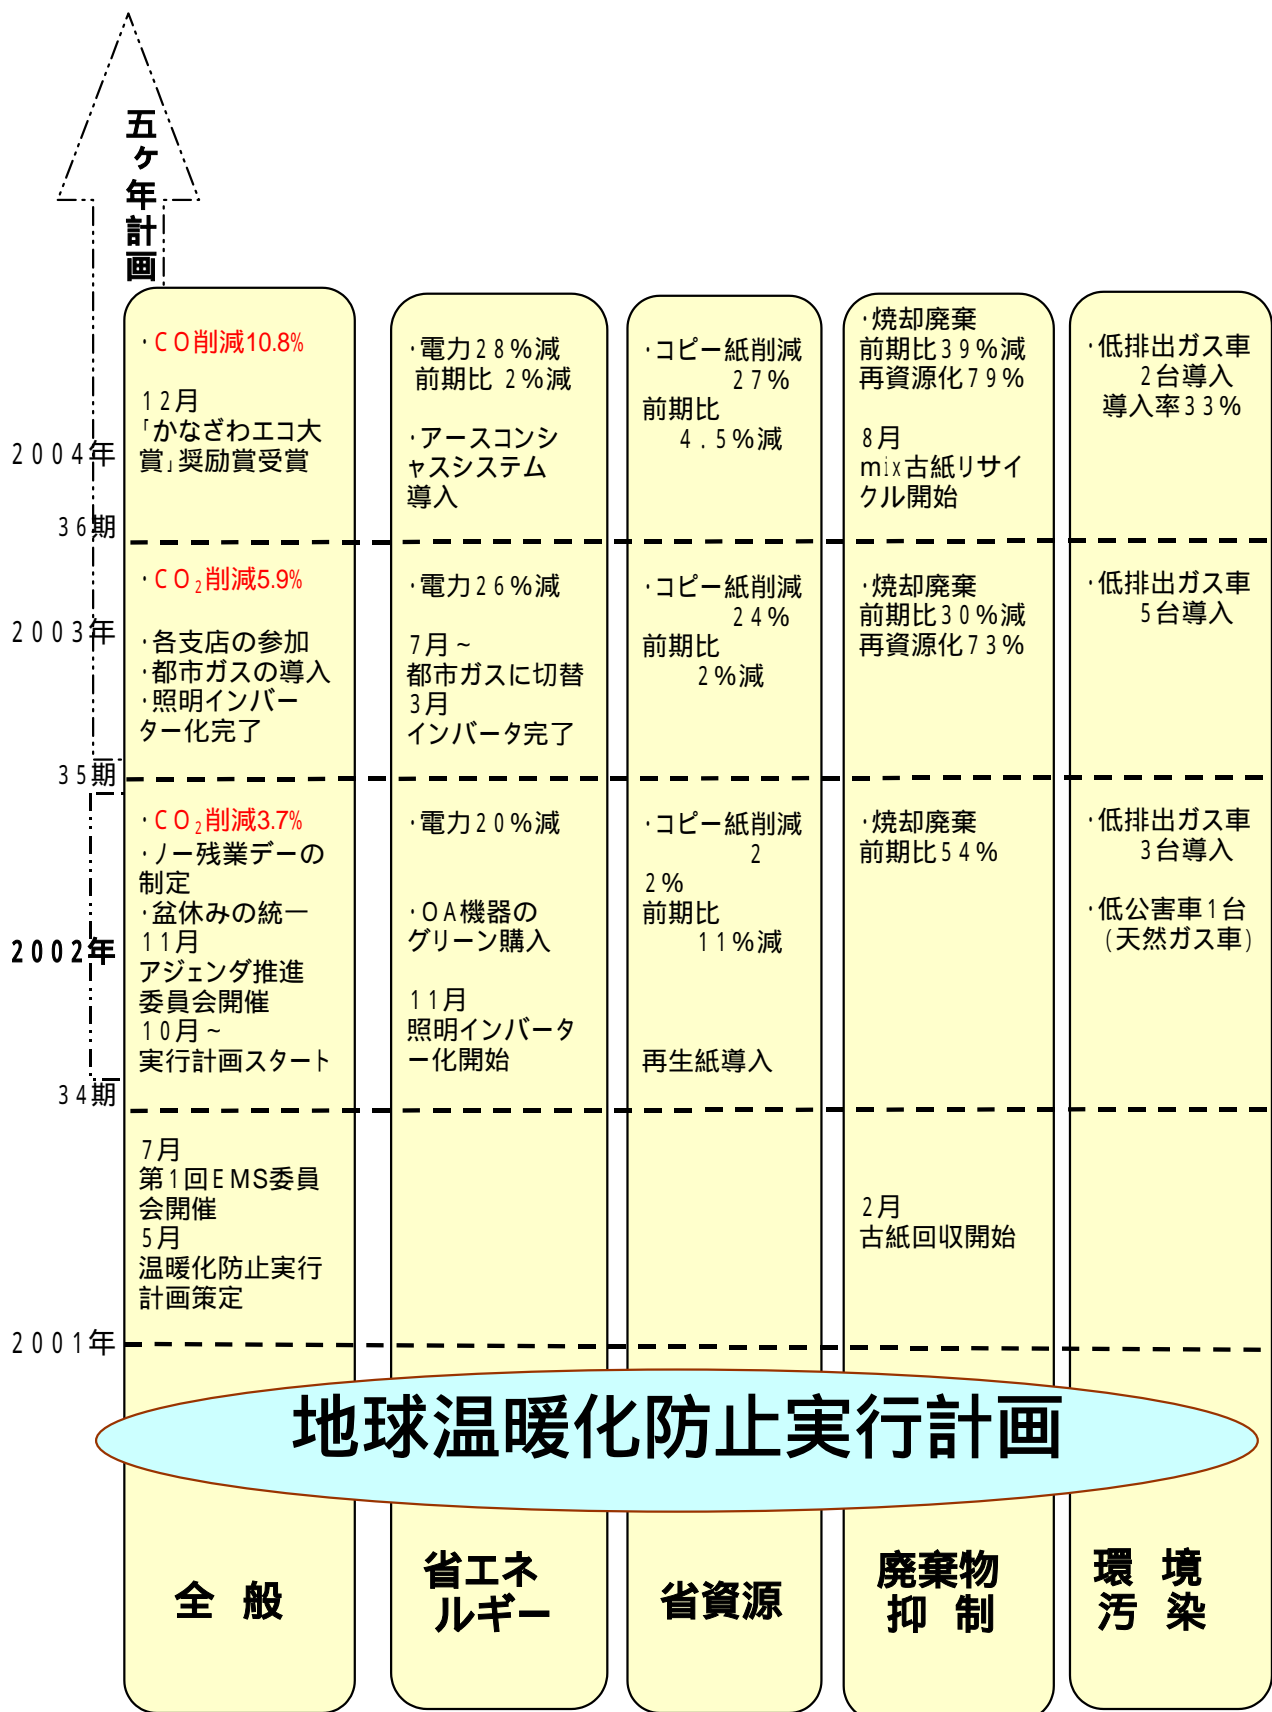 五ヶ年計画
2004年
36期
2003年
35期
2002年
34期
2001年
・CO削減10.8%
12月
「かなざわエコ大
賞」奨励賞受賞
・CO₂削減5.9%
・各支店の参加
・都市ガスの導入
・照明インバー
ター化完了
・CO₂削減3.7%
・ノー残業デーの
制定
・盆休みの統一
11月
アジェンダ推進
委員会開催
10月~
実行計画スタート
7月
第1回EMS委員
会開催
5月
温暖化防止実行
計画策定
・電力28%減
前期比 2%減
・アースコンシ
ャスシステム
導入
・電力26%減
7月~
都市ガスに切替
3月
インバータ完了
・電力20%減
・OA機器の
グリーン購入
11月
照明インバータ
ー化開始
・コピー紙削減
27%
前期比
4.5%減
・コピー紙削減
24%
前期比
2%減
・コピー紙削減
2
2%
前期比
11%減
再生紙導入
・焼却廃棄
前期比39%減
再資源化79%
8月
mix古紙リサイ
クル開始
・焼却廃棄
前期比30%減
再資源化73%
・焼却廃棄
前期比54%
2月
古紙回収開始
・低排出ガス車
2台導入
導入率33%
・低排出ガス車
5台導入
・低排出ガス車
3台導入
・低公害車1台
(天然ガス車)
地球温暖化防止実行計画
全 般
省エネ
ルギー
省資源
廃棄物
抑 制
環 境
汚 染